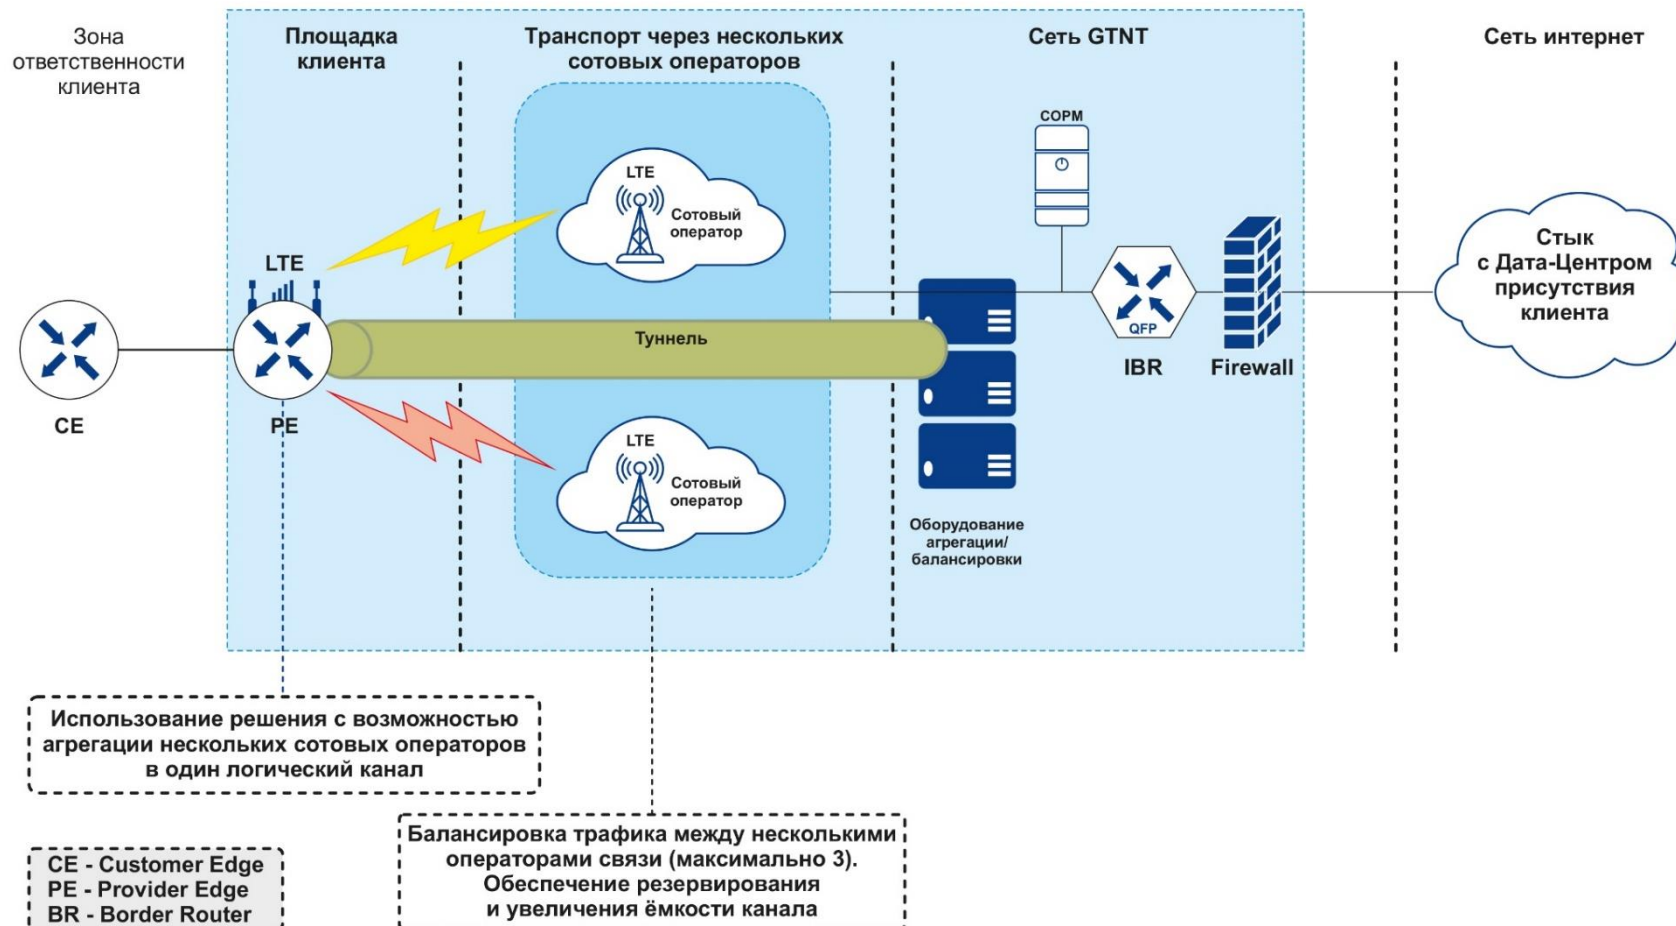 Зона
ответственности
клиента
Площадка
клиента
Транспорт через нескольких
сотовых операторов
Сеть GTNT
Сеть интернет
СОРМ
LTE
Сотовый
оператор
LTE
Стык
с Дата-Центром
присутствия
клиента
Туннель
QFP
CE
PE
IBR
Firewall
LTE
Сотовый
оператор
Оборудование
агрегации/
балансировки
Использование решения с возможностью
агрегации нескольких сотовых операторов
в один логический канал
Балансировка трафика между несколькими
операторами связи (максимально 3).
Обеспечение резервирования
и увеличения ёмкости канала
CE - Customer Edge
PE - Provider Edge
BR - Border Router